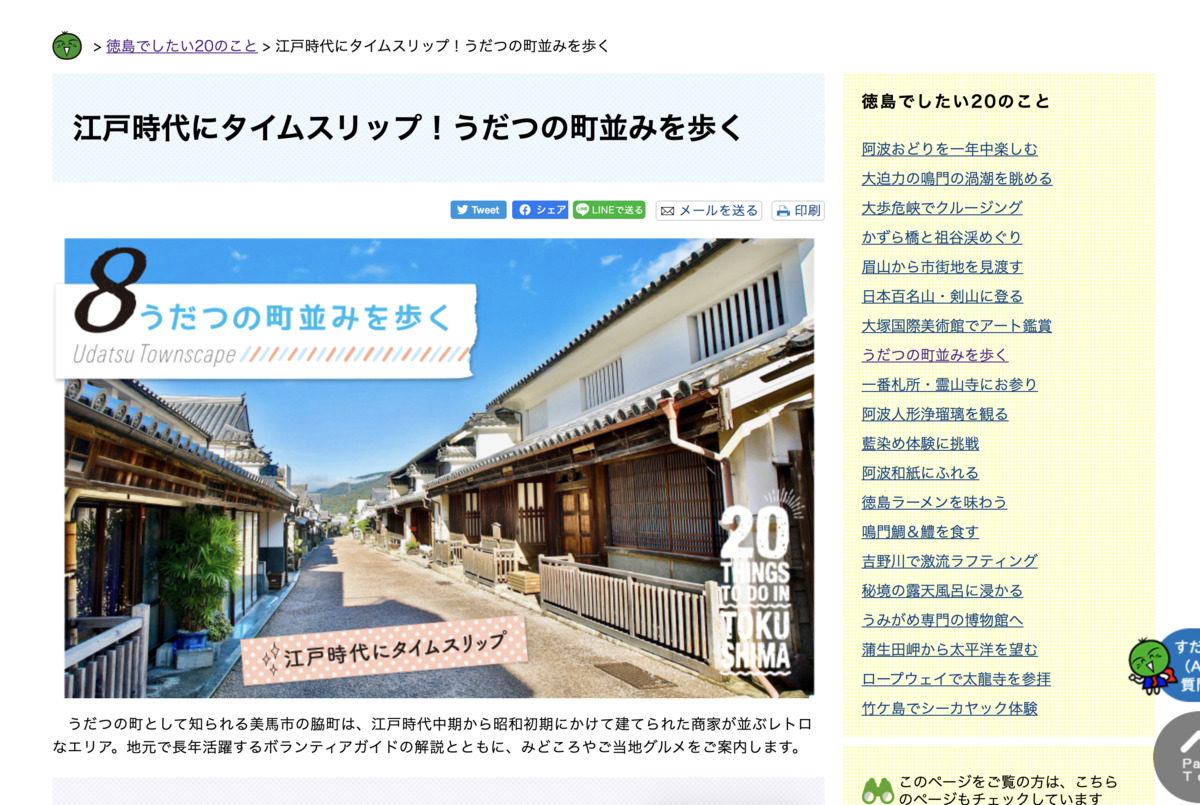 > 徳島でしたい20のこと > 江戸時代にタイムスリップ！うだつの町並みを歩く
江戸時代にタイムスリップ！うだつの町並みを歩く
Tweet
シェア
LINE
LINEで送る
メールを送る
印刷
8
うだつの町並みを歩く
Udatsu Townscape
江戸時代にタイムスリップ
20
THINGS
TO DO IN
TOKU
SHIMA
うだつの町として知られる美馬市の脇町は、江戸時代中期から昭和初期にかけて建てられた商家が並ぶレトロ
なエリア。地元で長年活躍するボランティアガイドの解説とともに、みどころやご当地グルメをご案内します。
徳島でしたい20のこと
阿波おどりを一年中楽しむ
大迫力の鳴門の渦潮を眺める
大歩危峡でクルージング
かずら橋と祖谷渓めぐり
眉山から市街地を見渡す
日本百名山・剣山に登る
大塚国際美術館でアート鑑賞
うだつの町並みを歩く
一番札所・霊山寺にお参り
阿波人形浄瑠璃を観る
藍染め体験に挑戦
阿波和紙にふれる
徳島ラーメンを味わう
鳴門鯛＆鱧を食す
吉野川で激流ラフティング
秘境の露天風呂に浸かる
うみがめ専門の博物館へ
蒲生田岬から太平洋を望む
ロープウェイで太龍寺を参拝
竹ケ島でシーカヤック体験
このページをご覧の方は、こちら
のページもチェックしています
すだ
（A
質問
Pa
T